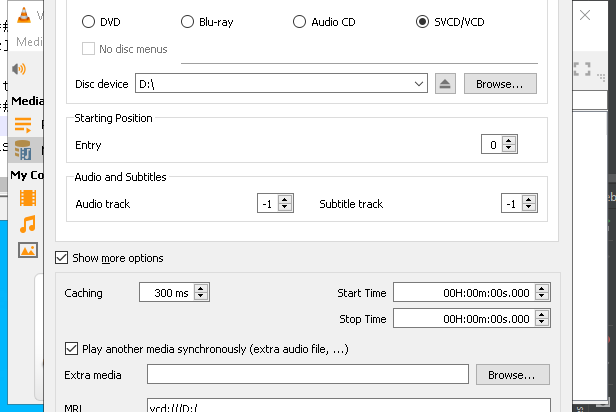 V
DVD Blu-ray Audio CD SVCD/VCD
Media
No disc menus
Disc device D:\ Browse...
Media
Starting Position
Entry 0
My Co
Audio and Subtitles
Audio track -1 Subtitle track -1
Show more options
Caching 300 ms Start Time 00H:00m:00s.000
Stop Time 00H:00m:00s.000
Play another media synchronously (extra audio file, ...)
Extra media Browse...
MRL vcd:///D:/